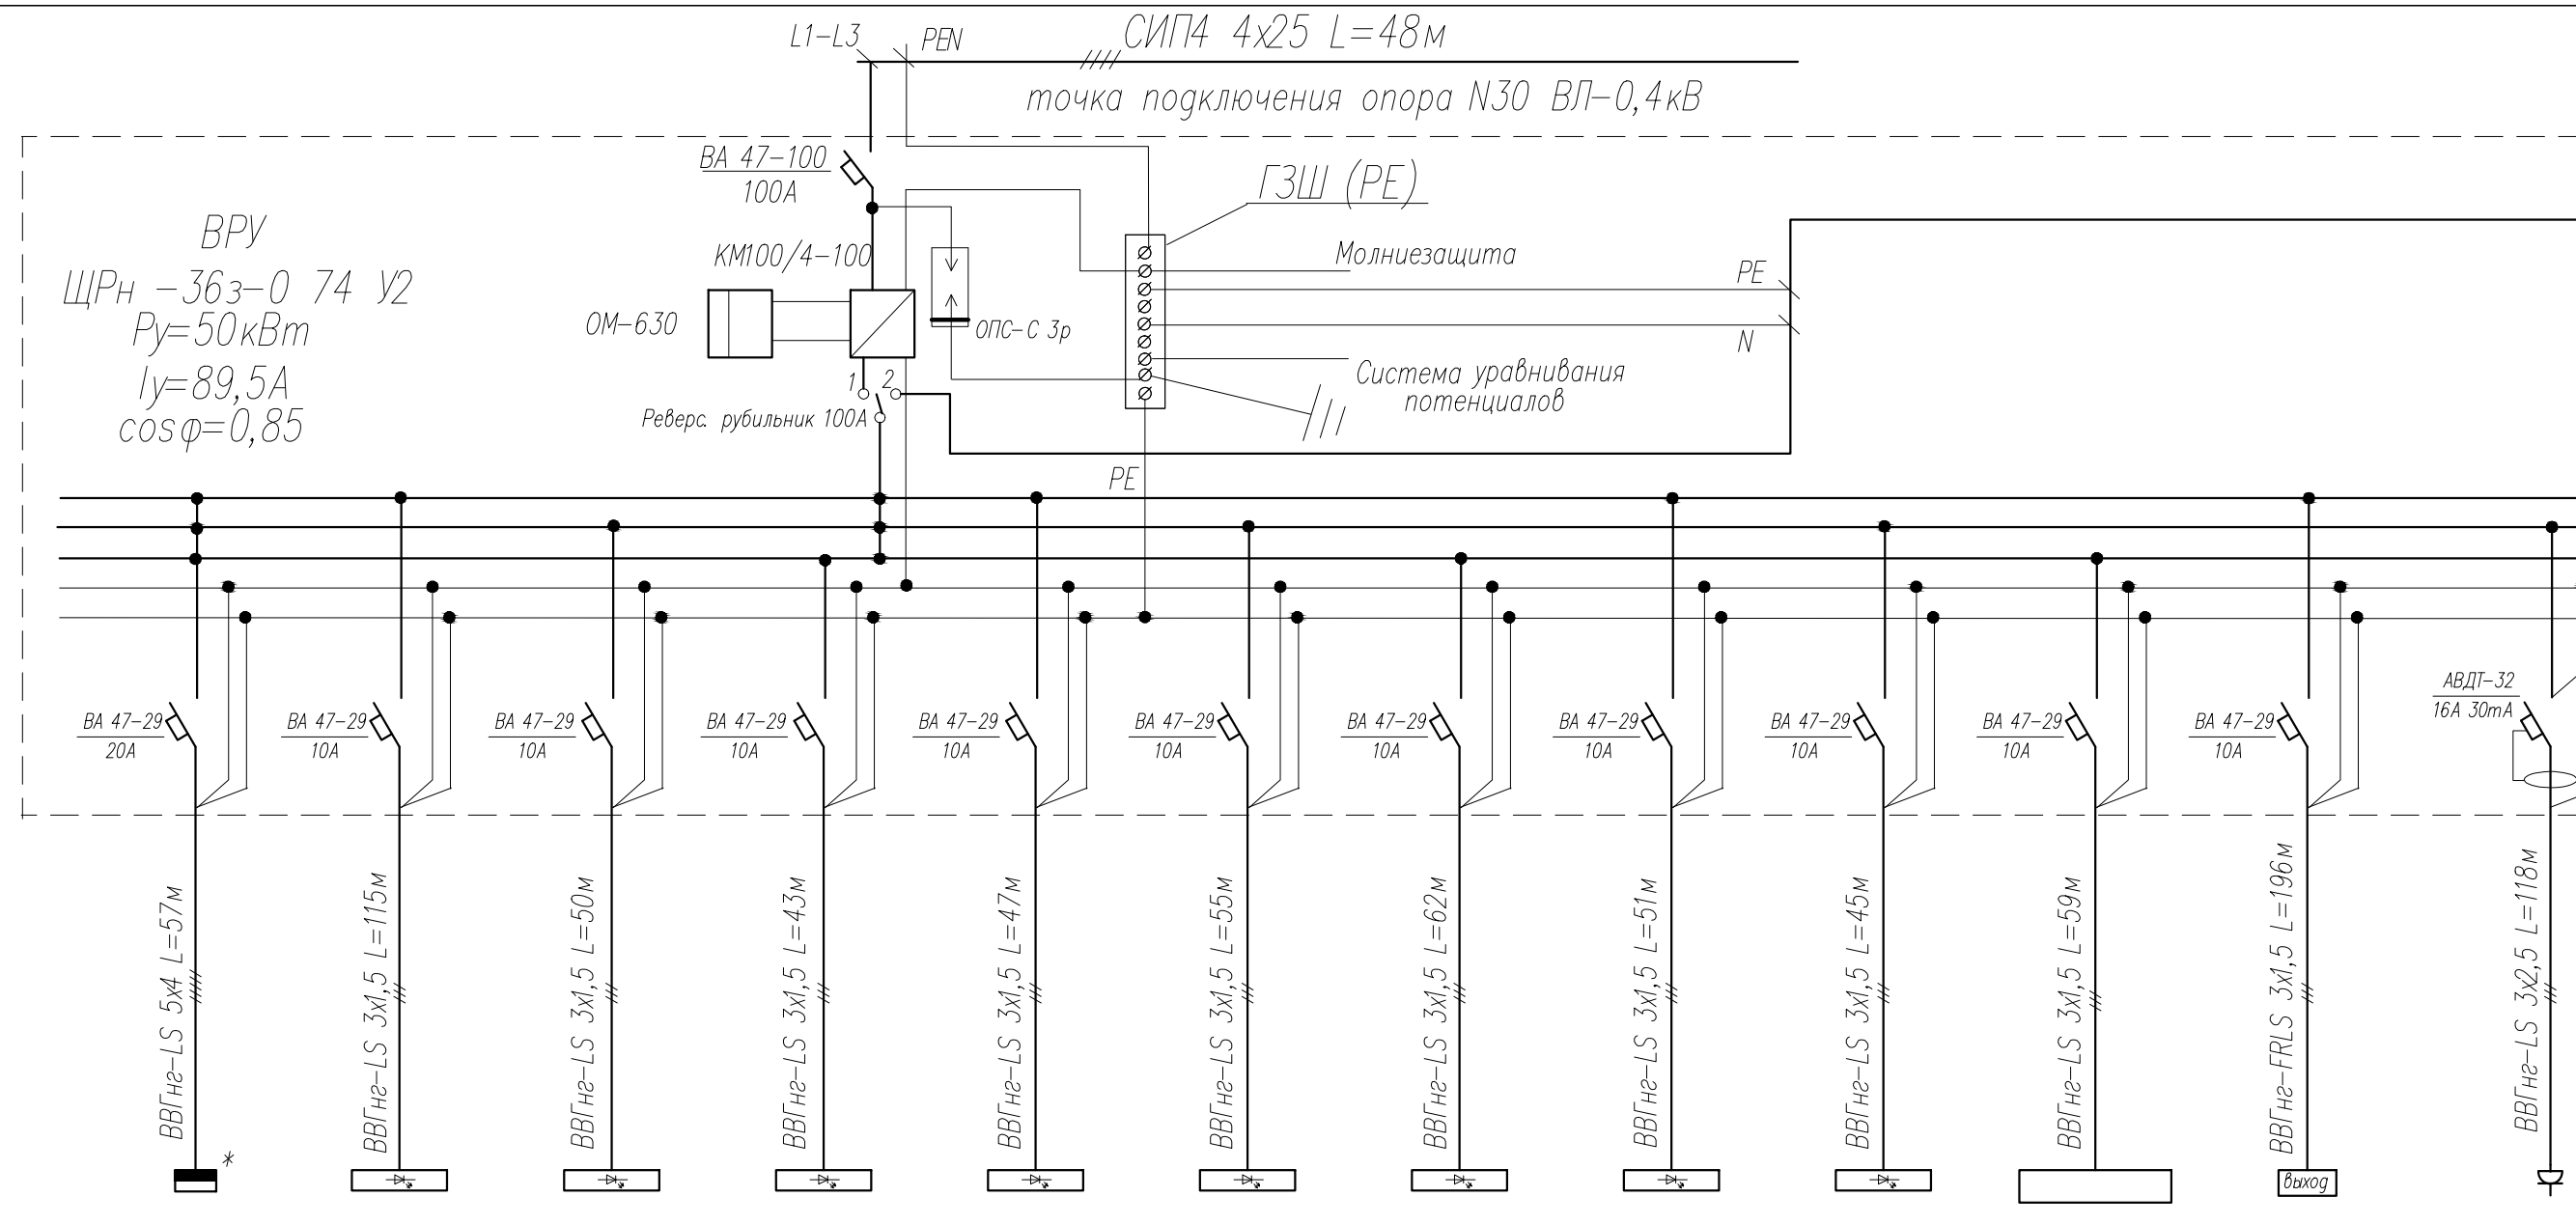 L1-L3
PEN
СИП4 4х25 L=48м
точка подключения опора N30 ВЛ-0,4кВ
ВА 47-100
100А
ГЗШ (PE)
ВРУ
ЩРн -36з-0 74 У2
Ру=50кВт
Iу=89,5А
cosφ=0,85
КМ100/4-100
ОМ-630
ОПС-С 3р
Молниезащита
PE
N
Система уравнивания
потенциалов
1
2
Реверс. рубильник 100А
PE
ВА 47-29
20А
ВА 47-29
10А
ВА 47-29
10А
ВА 47-29
10А
ВА 47-29
10А
ВА 47-29
10А
ВА 47-29
10А
ВА 47-29
10А
ВА 47-29
10А
ВА 47-29
10А
ВА 47-29
10А
АВДТ-32
16А 30mA
ВВГнг-LS 5х4 L=57м
ВВГнг-LS 3х1,5 L=115м
ВВГнг-LS 3х1,5 L=50м
ВВГнг-LS 3х1,5 L=43м
ВВГнг-LS 3х1,5 L=47м
ВВГнг-LS 3х1,5 L=55м
ВВГнг-LS 3х1,5 L=62м
ВВГнг-LS 3х1,5 L=51м
ВВГнг-LS 3х1,5 L=45м
ВВГнг-LS 3х1,5 L=59м
ВВГнг-FRLS 3х1,5 L=196м
ВВГнг-LS 3х2,5 L=118м
*
выход